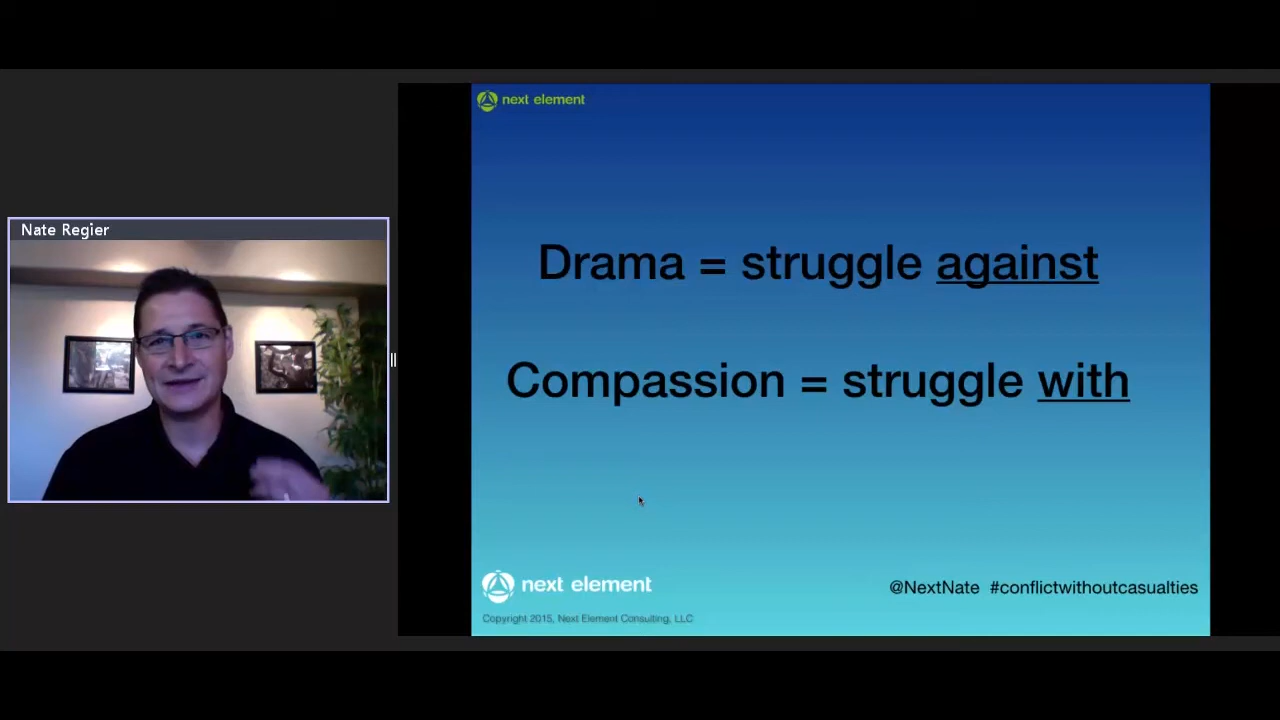 Nate Regier
next element
Drama = struggle against
Compassion = struggle with
next element
@NextNate #conflictwithoutcasualties
Copyright 2015, Next Element Consulting, LLC